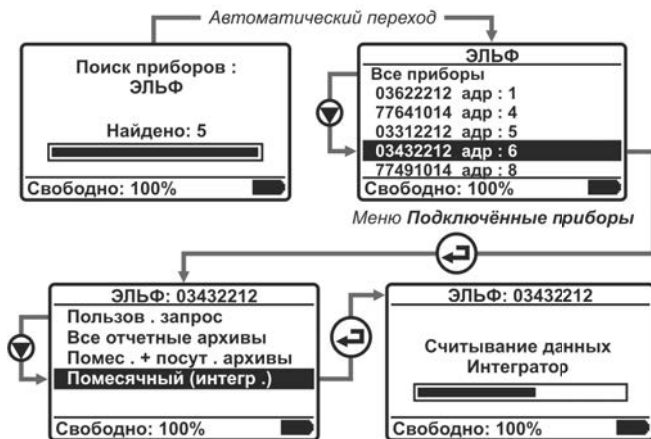 Автоматический переход
Поиск приборов :
ЭЛЬФ
Найдено: 5
Свободно: 100%
ЭЛЬФ
Все приборы
03622212 адр : 1
77641014 адр : 4
03312212 адр : 5
03432212 адр : 6
77491014 адр : 8
Свободно: 100%
Меню Подключённые приборы
ЭЛЬФ: 03432212
Пользов . запрос
Все отчетные архивы
Помес . + посут . архивы
Помесячный (интегр .)
Свободно: 100%
ЭЛЬФ: 03432212
Считывание данных
Интегратор
Свободно: 100%